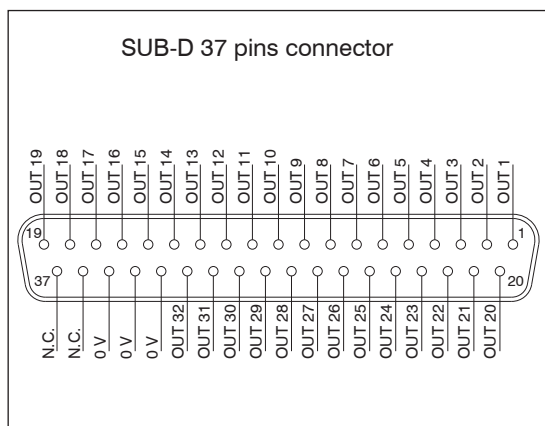 SUB-D 37 pins connector
OUT 19
OUT 18
OUT 17
OUT 16
OUT 15
OUT 14
OUT 13
OUT 12
OUT 11
OUT 10
OUT 9
OUT 8
OUT 7
OUT 6
OUT 5
OUT 4
OUT 3
OUT 2
OUT 1
19
1
37
20
N.C.
N.C.
0 V
0 V
0 V
OUT 32
OUT 31
OUT 30
OUT 29
OUT 28
OUT 27
OUT 26
OUT 25
OUT 24
OUT 23
OUT 22
OUT 21
OUT 20